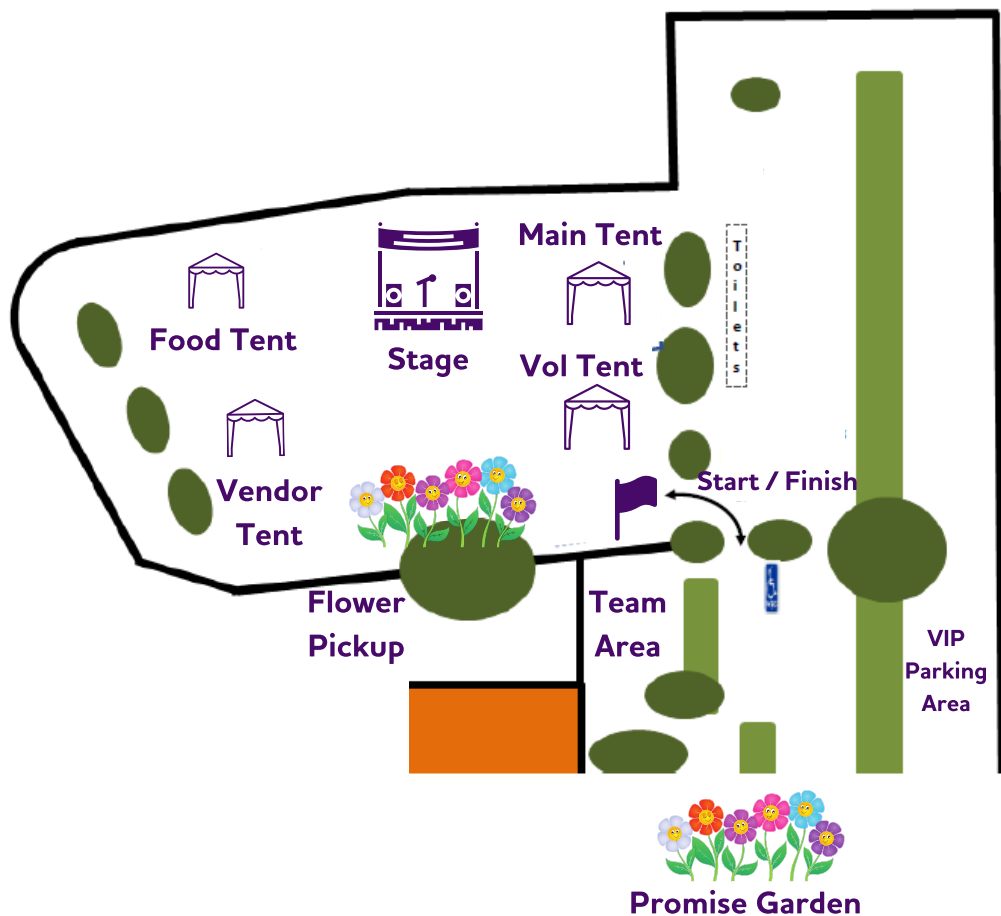 Main Tent
Toilets
Food Tent
Stage
Vol Tent
Start / Finish
Vendor
Tent
Flower
Pickup
Team
Area
VIP
Parking
Area
Promise Garden